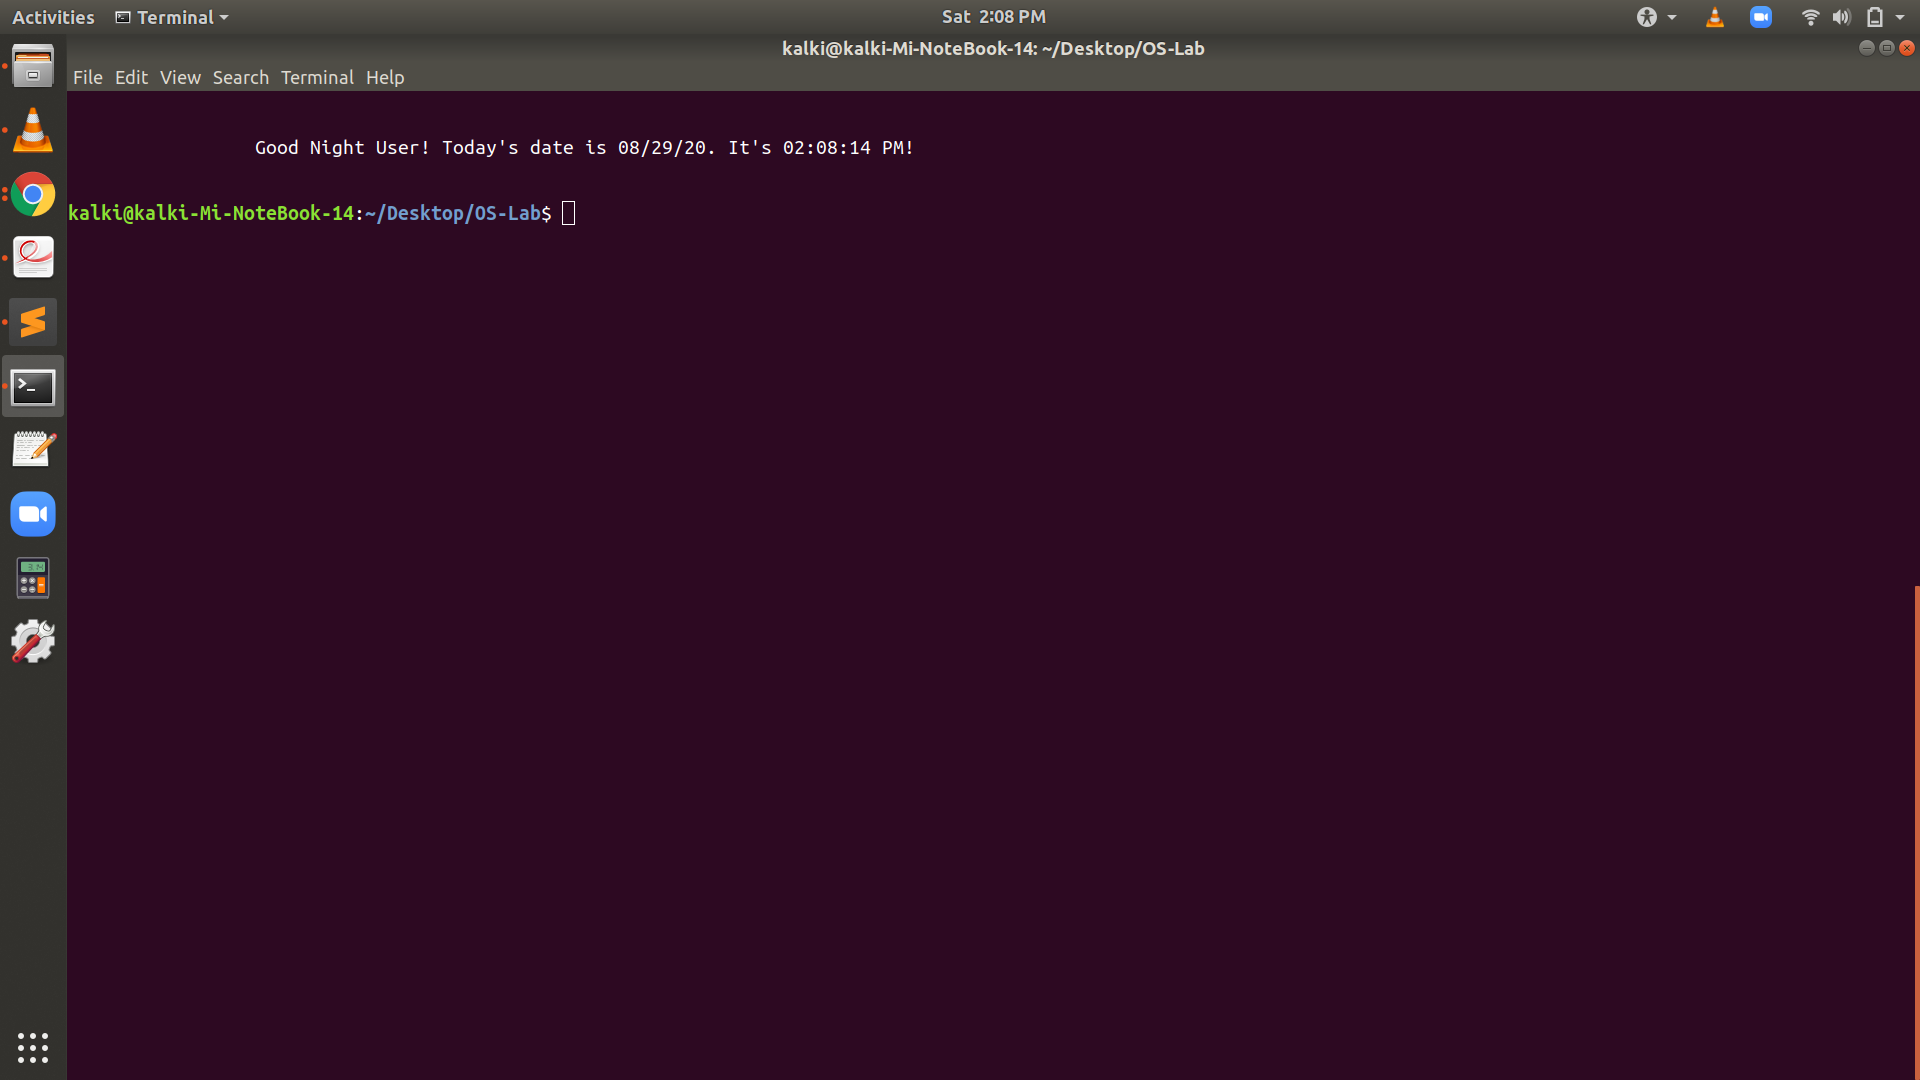 Activities Terminal Sat 2:08 PM
kalki@kalki-Mi-NoteBook-14: ~/Desktop/OS-Lab
File Edit View Search Terminal Help
Good Night User! Today's date is 08/29/20. It's 02:08:14 PM!
kalki@kalki-Mi-NoteBook-14:~/Desktop/OS-Lab$